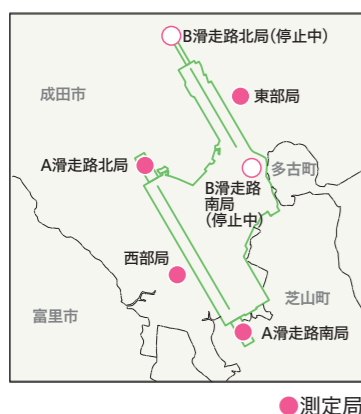 B滑走路北局(停止中)
成田市
東部局
A滑走路北局
多古町
B滑走路
南局
(停止中)
西部局
芝山町
富里市
A滑走路南局
●測定局